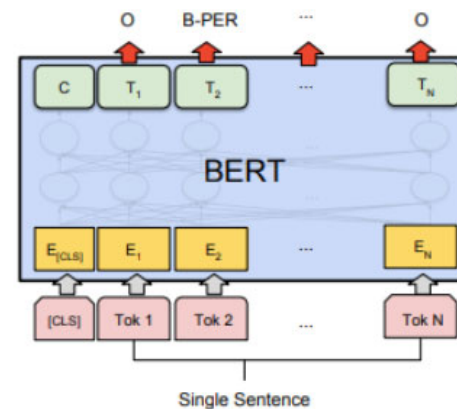 O B-PER ... O
C T1 T2 ... TN
...
BERT
...
E[CLS] E1 E2 ... EN
[CLS] Tok 1 Tok 2 ... Tok N
Single Sentence